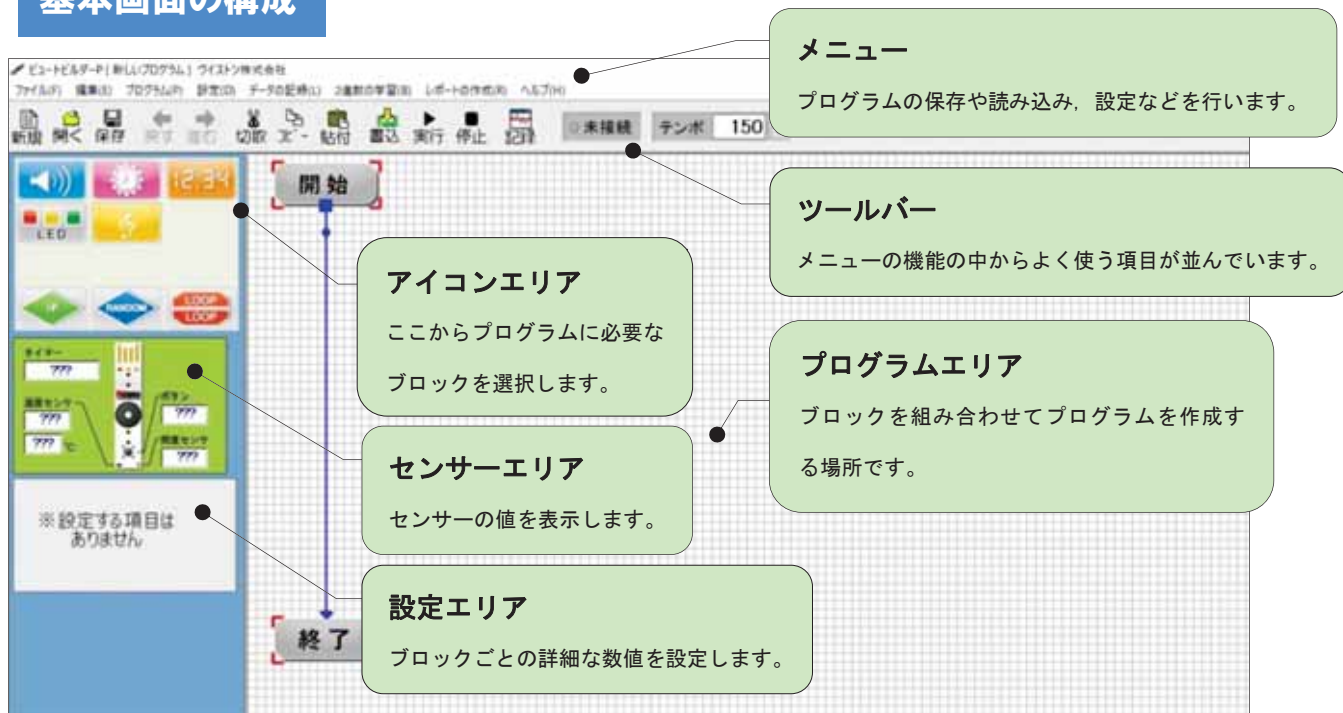 基本画面の構成
ビュートビルダーP [ 新しいプログラム ] ヴイストン株式会社
ファイル(F) 編集(E) プログラム(P) 設定(O) データの記録(L) 2進数の学習(B) レポートの作成(R) ヘルプ(H)
新規 開く 保存 戻す 進む 切取 コピー 貼付 書込 実行 停止 記録 未接続 テンポ 150
メニュー
プログラムの保存や読み込み，設定などを行います。
ツールバー
メニューの機能の中からよく使う項目が並んでいます。
12:34
LED
IF
RANDOM
LOOP
LOOP
開始
アイコンエリア
ここからプログラムに必要な
ブロックを選択します。
プログラムエリア
ブロックを組み合わせてプログラムを作成す
る場所です。
タイマー
???
温度センサ
???
??? ℃
ボタン
???
照度センサ
???
センサーエリア
センサーの値を表示します。
※設定する項目は
ありません
設定エリア
ブロックごとの詳細な数値を設定します。
終了